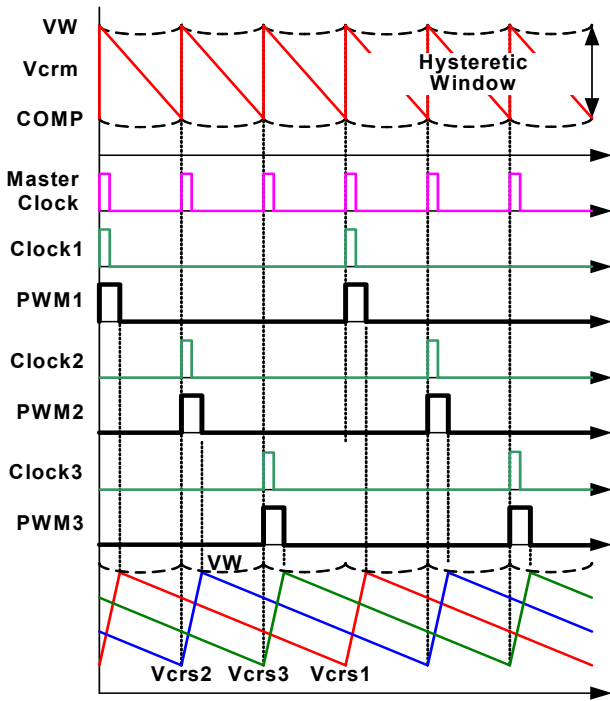 VW
Vcrm
Hysteretic
Window
COMP
Master
Clock
Clock1
PWM1
Clock2
PWM2
Clock3
PWM3
VW
Vcrs2 Vcrs3 Vcrs1